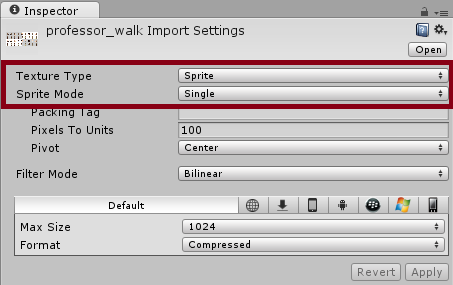 Inspector
professor_walk Import Settings
Open
Texture Type Sprite
Sprite Mode Single
Packing Tag
Pixels To Units 100
Pivot Center
Filter Mode Bilinear
Default
Max Size 1024
Format Compressed
Revert Apply